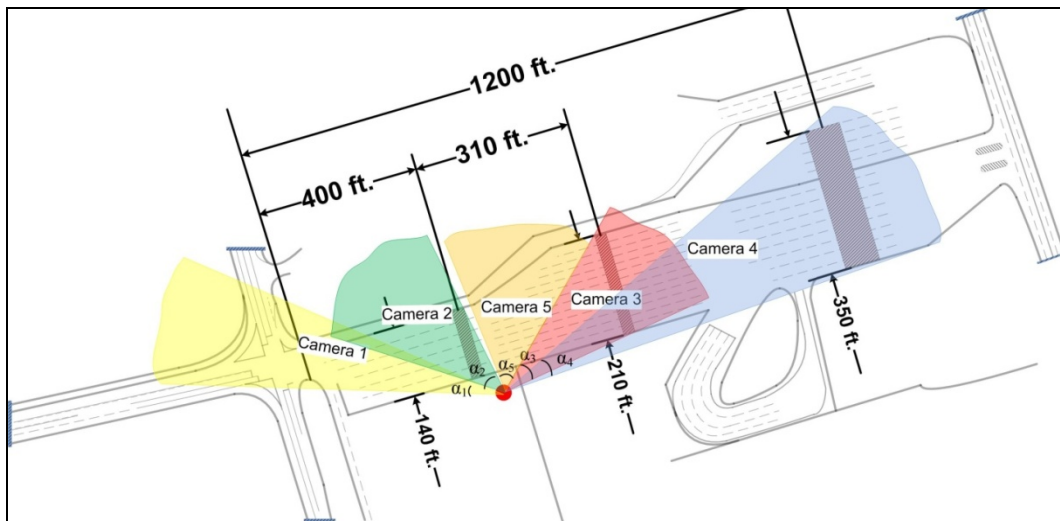 1200 ft.
310 ft.
400 ft.
Camera 4
Camera 5
Camera 3
Camera 2
Camera 1
α1
α2
α5
α3
α4
140 ft.
210 ft.
350 ft.